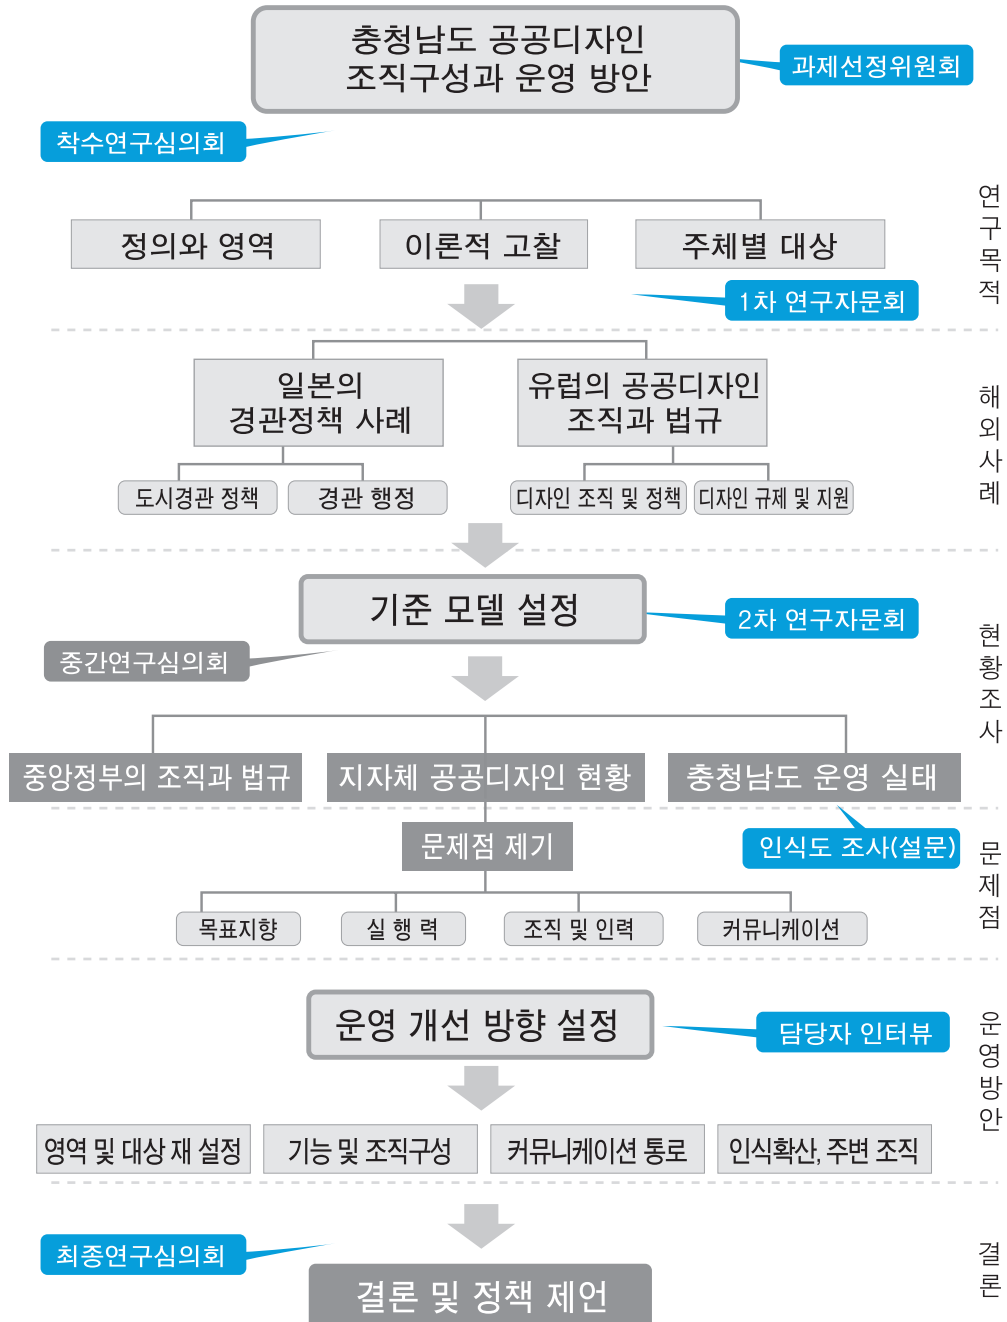 충청남도 공공디자인
조직구성과 운영 방안
과제선정위원회
착수연구심의회
연구목적
정의와 영역
이론적 고찰
주체별 대상
1차 연구자문회
일본의
경관정책 사례
유럽의 공공디자인
조직과 법규
해외사례
도시경관 정책
경관 행정
디자인 조직 및 정책
디자인 규제 및 지원
기준 모델 설정
2차 연구자문회
중간연구심의회
현황조사
중앙정부의 조직과 법규
지자체 공공디자인 현황
충청남도 운영 실태
문제점 제기
인식도 조사(설문)
문제점
목표지향
실 행 력
조직 및 인력
커뮤니케이션
운영 개선 방향 설정
담당자 인터뷰
운영방안
영역 및 대상 재 설정
기능 및 조직구성
커뮤니케이션 통로
인식확산, 주변 조직
최종연구심의회
결론
결론 및 정책 제언